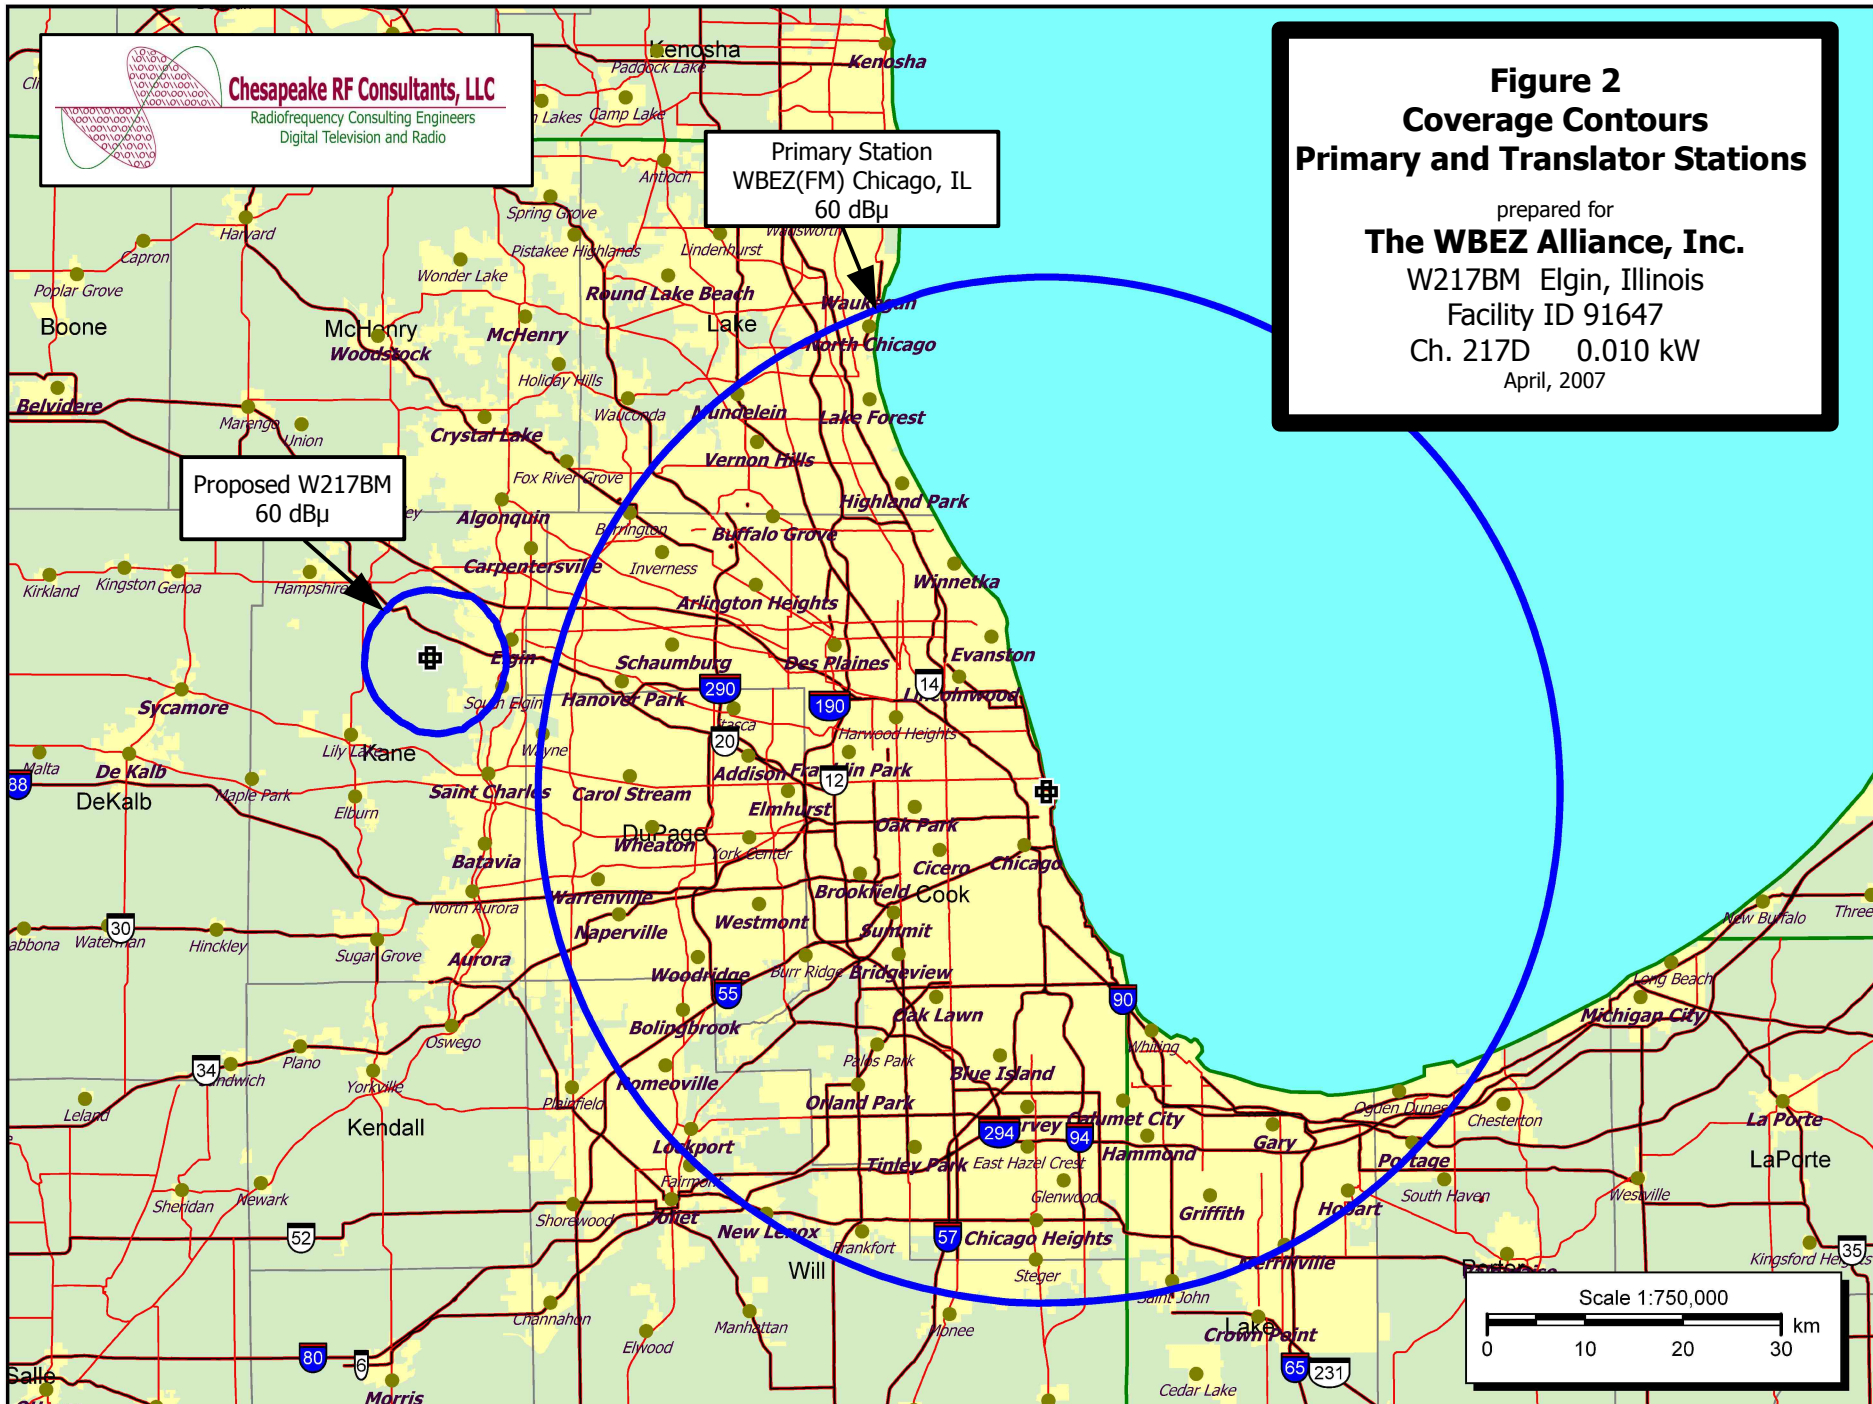 Chesapeake RF Consultants, LLC
Radiofrequency Consulting Engineers
Digital Television and Radio
Figure 2
Coverage Contours
Primary and Translator Stations
prepared for
The WBEZ Alliance, Inc.
W217BM Elgin, Illinois
Facility ID 91647
Ch. 217D 0.010 kW
April, 2007
Primary Station
WBEZ(FM) Chicago, IL
60 dBµ
Proposed W217BM
60 dBµ
Kenosha
Paddock Lake
Kenosha
Camp Lake
Antioch
Spring Grove
Harvard
Capron
Pistakee Highlands
Lindenhurst
Wadsworth
Wonder Lake
Poplar Grove
Round Lake Beach
Waukegan
Boone
McHenry
Woodstock
McHenry
Lake
North Chicago
Holiday Hills
Belvidere
Marengo
Union
Wauconda
Mundelein
Lake Forest
Crystal Lake
Vernon Hills
Fox River Grove
Highland Park
Algonquin
Barrington
Buffalo Grove
Carpentersville
Inverness
Winnetka
Kirkland
Kingston
Genoa
Hampshire
Arlington Heights
Elgin
Schaumburg
Des Plaines
Evanston
South Elgin
Hanover Park
290
190
14
Lincolnwood
Sycamore
Itasca
Harwood Heights
Lily Lake
Kane
Wayne
20
Malta
De Kalb
Addison
Franklin Park
12
88
DeKalb
Maple Park
Elburn
Saint Charles
Carol Stream
Elmhurst
Oak Park
DuPage
Wheaton
York Center
Batavia
Cicero
Chicago
North Aurora
Warrenville
Brookfield
Cook
Westmont
New Buffalo
Three
30
Waterman
Hinckley
Sugar Grove
Naperville
Summit
Aurora
Woodridge
Burr Ridge
Bridgeview
Long Beach
55
90
Michigan City
Bolingbrook
Oak Lawn
Oswego
Plano
Palos Park
Whiting
34
Yorkville
Romeoville
Blue Island
Leland
Plainfield
Orland Park
Ogden Dunes
Chesterton
Kendall
Calumet City
La Porte
294
94
Gary
Lockport
Hammond
Tinley Park
East Hazel Crest
Portage
LaPorte
Fairmont
Sheridan
Newark
Glenwood
South Haven
Westville
Shorewood
Joliet
Griffith
Hobart
New Lenox
52
Frankfort
57
Chicago Heights
Merrillville
Kingsford Heights
35
Will
Steger
Porter
Saint John
Channahon
Elwood
Manhattan
Monee
Lake
Crown Point
80
6
65
231
Salle
Morris
Cedar Lake
Scale 1:750,000
km
0 10 20 30